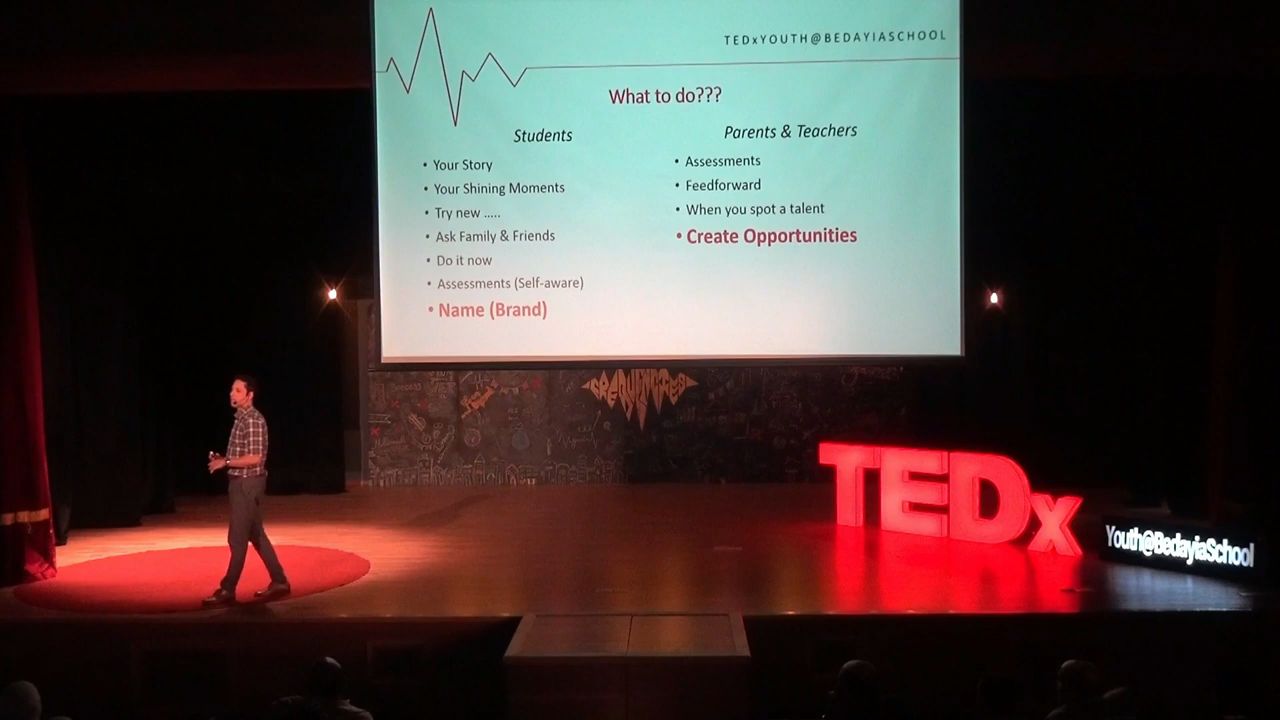 TEDxYOUTH@BEDAYIASCHOOL
What to do???
Students
• Your Story
• Your Shining Moments
• Try new .....
• Ask Family & Friends
• Do it now
• Assessments (Self-aware)
• Name (Brand)
Parents & Teachers
• Assessments
• Feedforward
• When you spot a talent
• Create Opportunities
FREQUENCIES
TEDx
Youth@BedayiaSchool